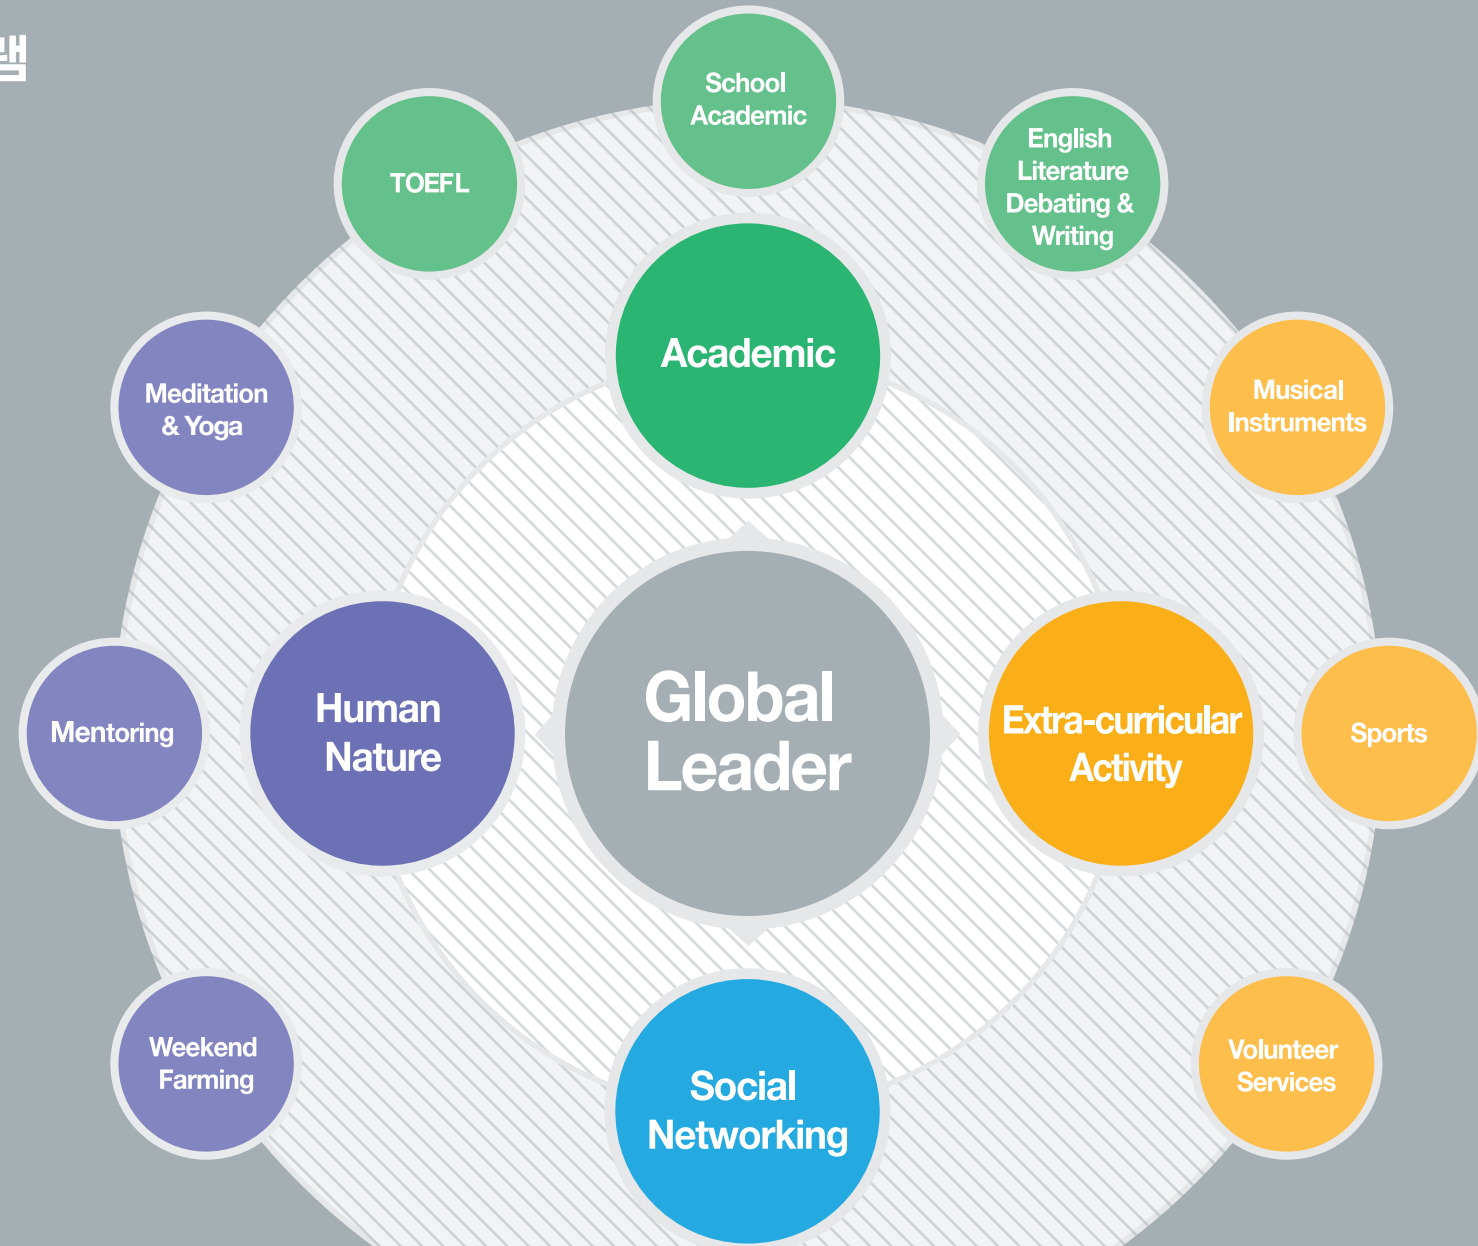 맵
School
Academic
TOEFL
English
Literature
Debating &
Writing
Academic
Meditation
& Yoga
Musical
Instruments
Human
Nature
Global
Leader
Extra-curricular
Activity
Mentoring
Sports
Weekend
Farming
Social
Networking
Volunteer
Services